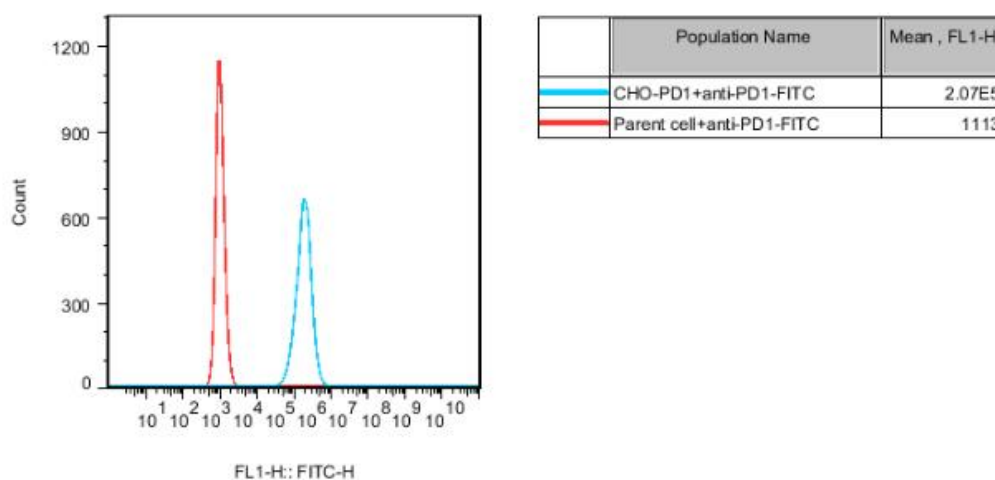 1200
900
600
300
0
Count
10^1 10^2 10^3 10^4 10^5 10^6 10^7 10^8 10^9 10^10
FL1-H:: FITC-H
Population Name Mean , FL1-H
CHO-PD1+anti-PD1-FITC 2.07E5
Parent cell+anti-PD1-FITC 1113